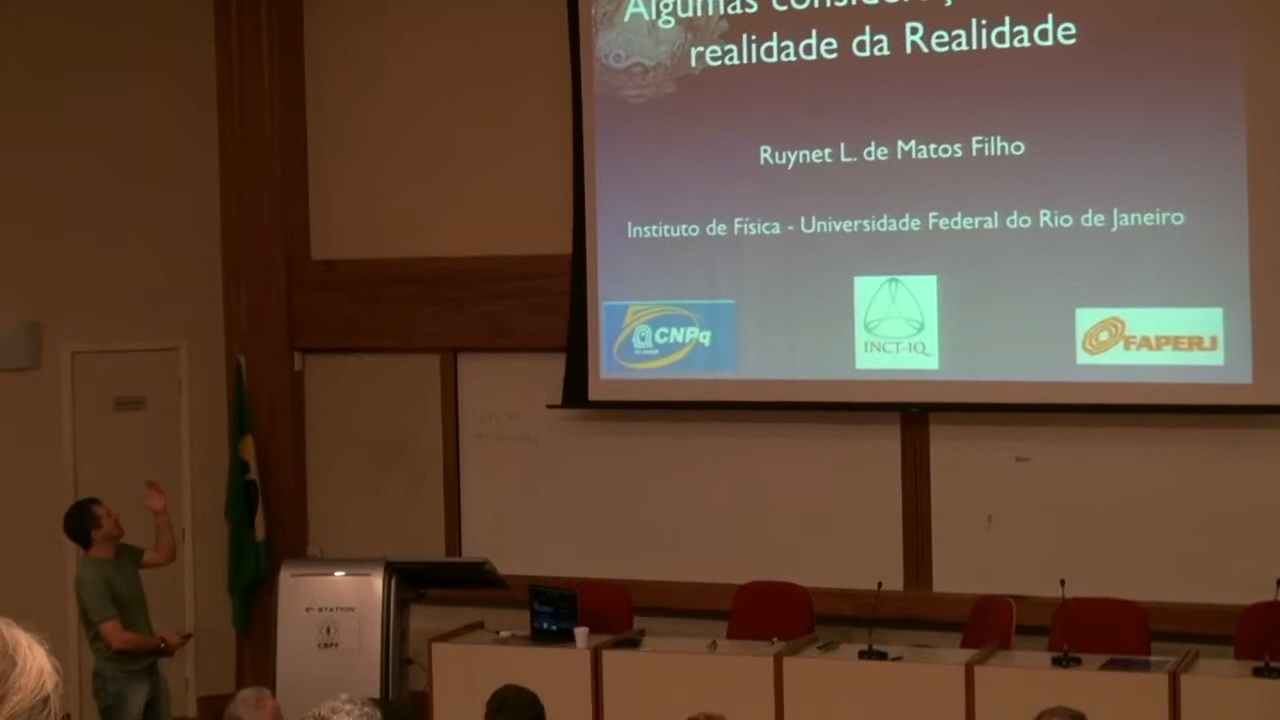 Algumas
realidade da Realidade
Ruynet L. de Matos Filho
Instituto de Física - Universidade Federal do Rio de Janeiro
CNPq
INCT-IQ
FAPERJ
STATION
CBPF